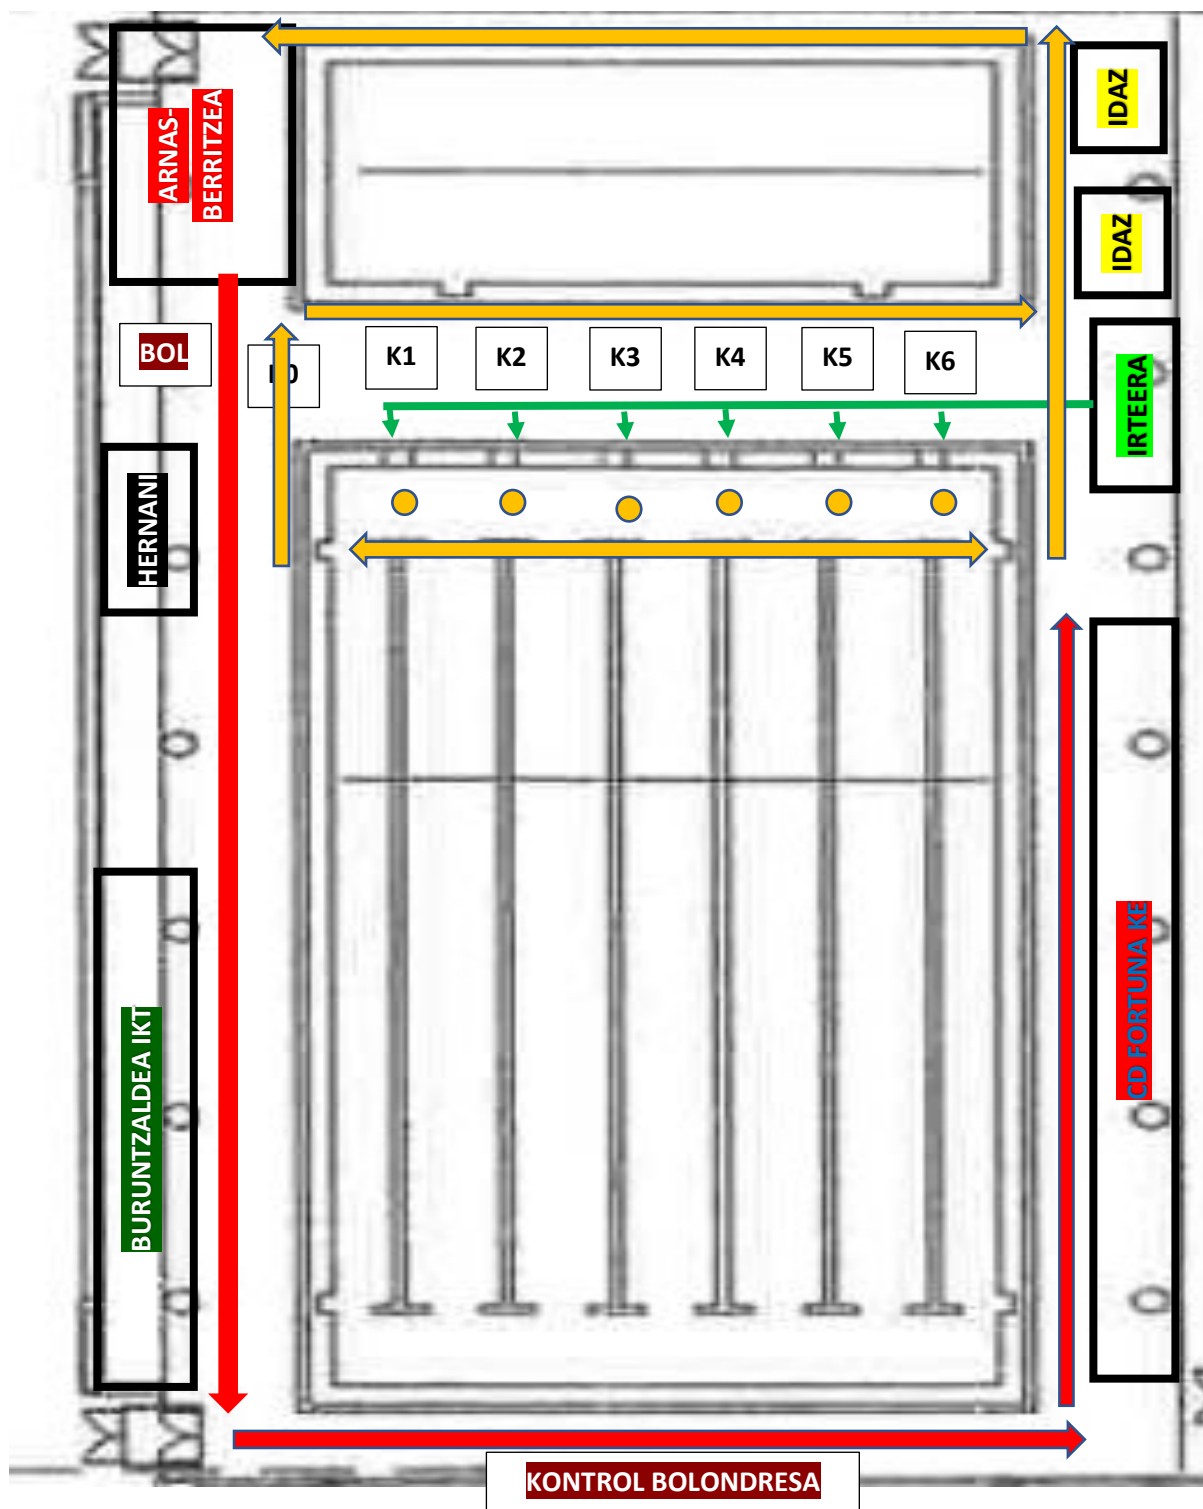 ARNAS-
BERRITZEA
IDAZ
IDAZ
BOL
K1
K2
K3
K4
K5
K6
IRTEERA
HERNANI
BURUNTZALDEA IKT
CD FORTUNA KE
KONTROL BOLONDRESA